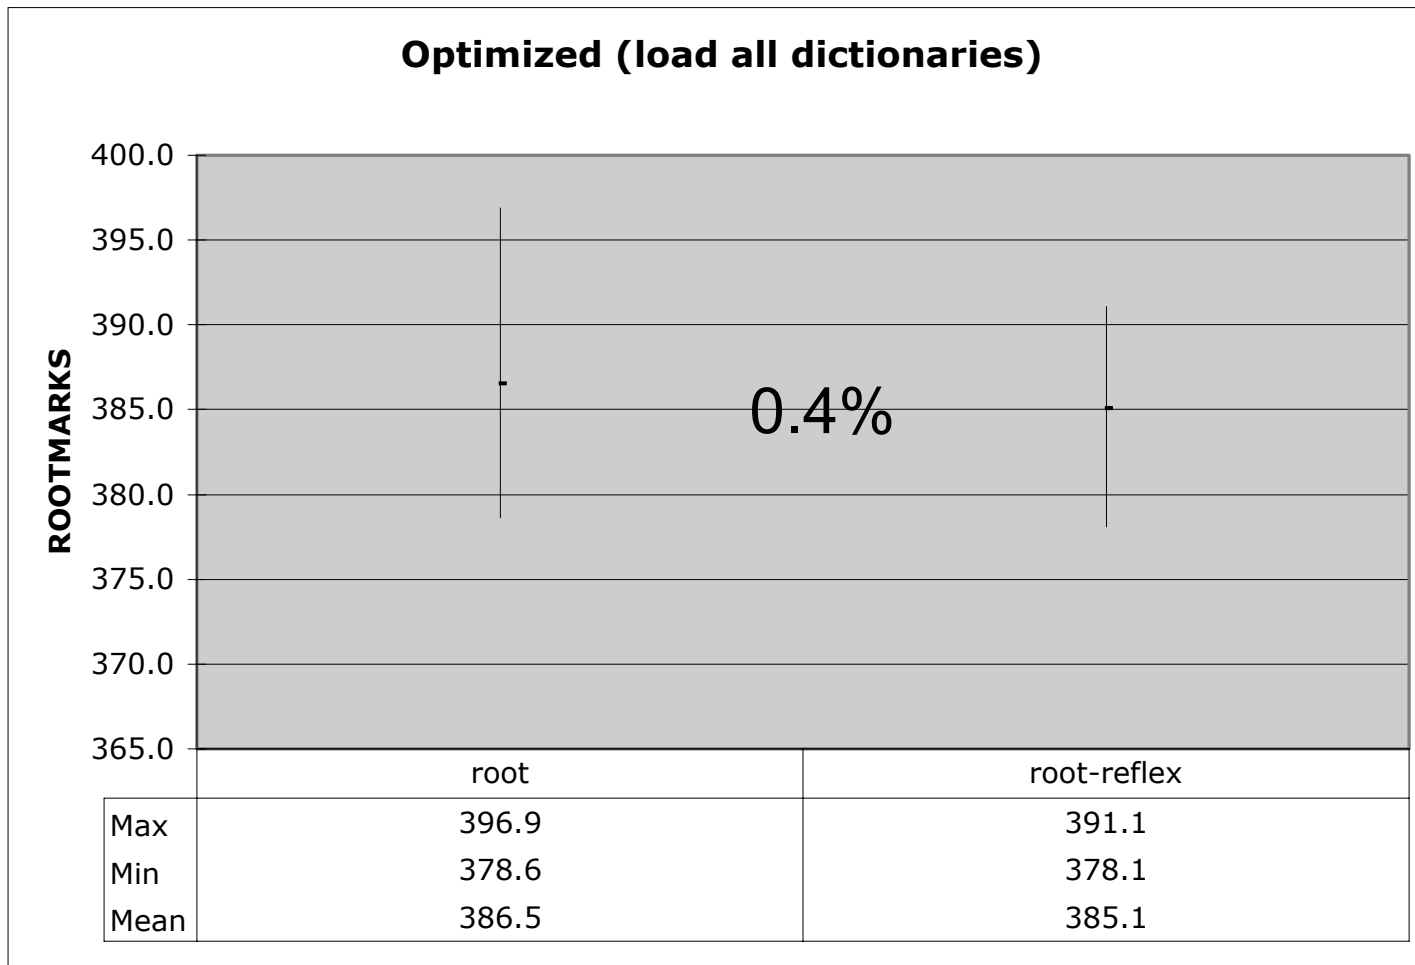 Optimized (load all dictionaries)
400.0
395.0
390.0
385.0
380.0
375.0
370.0
365.0
ROOTMARKS
0.4%
root root-reflex
Max 396.9 391.1
Min 378.6 378.1
Mean 386.5 385.1